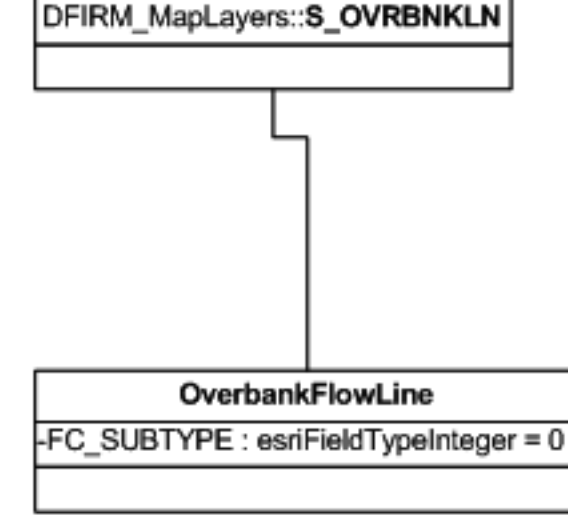 DFIRM_MapLayers::S_OVRBNKLN
OverbankFlowLine
-FC_SUBTYPE : esriFieldTypeInteger = 0